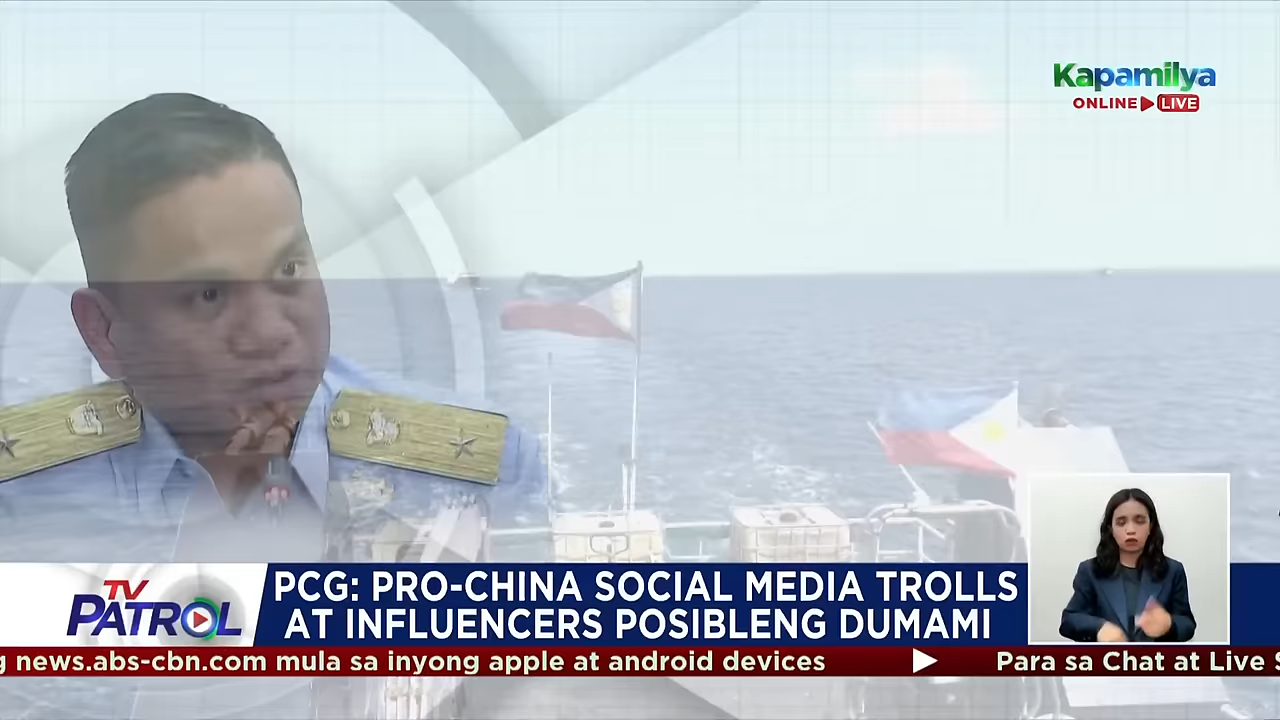 Kapamilya
ONLINE LIVE
TV PATROL
PCG: PRO-CHINA SOCIAL MEDIA TROLLS
AT INFLUENCERS POSIBLENG DUMAMI
news.abs-cbn.com mula sa inyong apple at android devices
Para sa Chat at Live